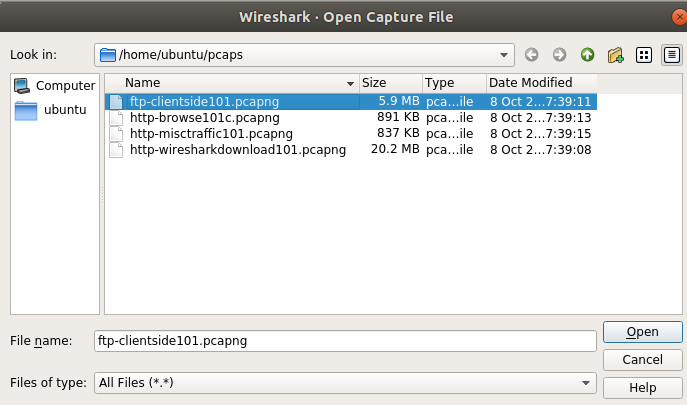 Wireshark · Open Capture File
Look in: /home/ubuntu/pcaps
Computer
ubuntu
Name Size Type Date Modified
ftp-clientside101.pcapng 5.9 MB pca...ile 8 Oct 2...7:39:11
http-browse101c.pcapng 891 KB pca...ile 8 Oct 2...7:39:13
http-misctraffic101.pcapng 837 KB pca...ile 8 Oct 2...7:39:15
http-wiresharkdownload101.pcapng 20.2 MB pca...ile 8 Oct 2...7:39:08
File name: ftp-clientside101.pcapng Open
Cancel
Files of type: All Files (*.*) Help